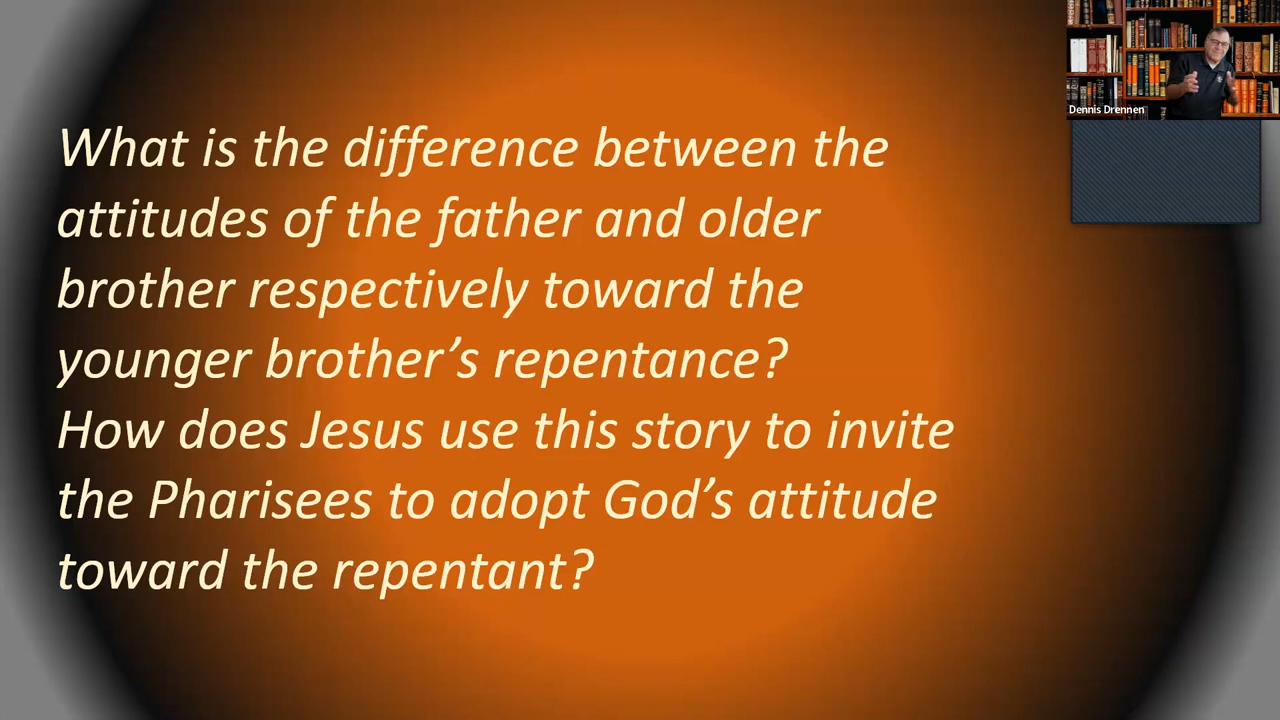 What is the difference between the
attitudes of the father and older
brother respectively toward the
younger brother’s repentance?
How does Jesus use this story to invite
the Pharisees to adopt God’s attitude
toward the repentant?
Dennis Drennen